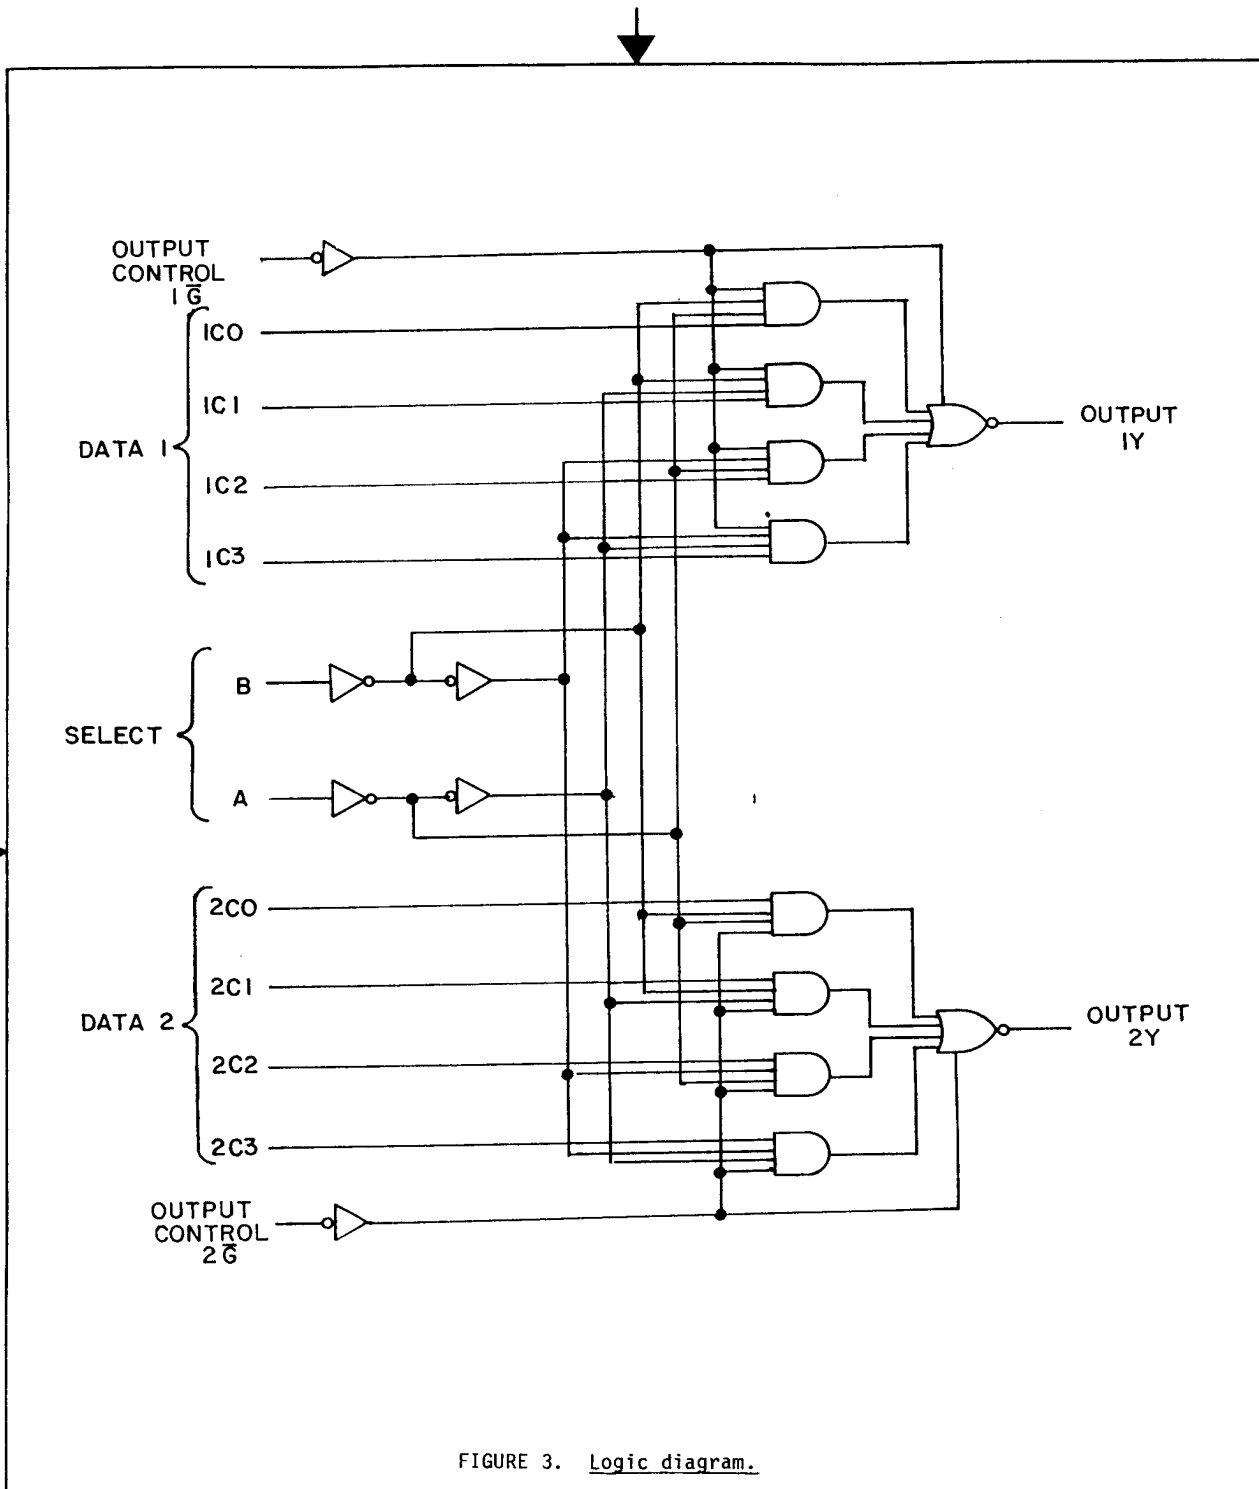 OUTPUT
CONTROL
1G̅
1C0
1C1
DATA 1
1C2
1C3
OUTPUT
1Y
B
SELECT
A
2C0
2C1
DATA 2
2C2
2C3
OUTPUT
2Y
OUTPUT
CONTROL
2G̅
FIGURE 3. Logic diagram.